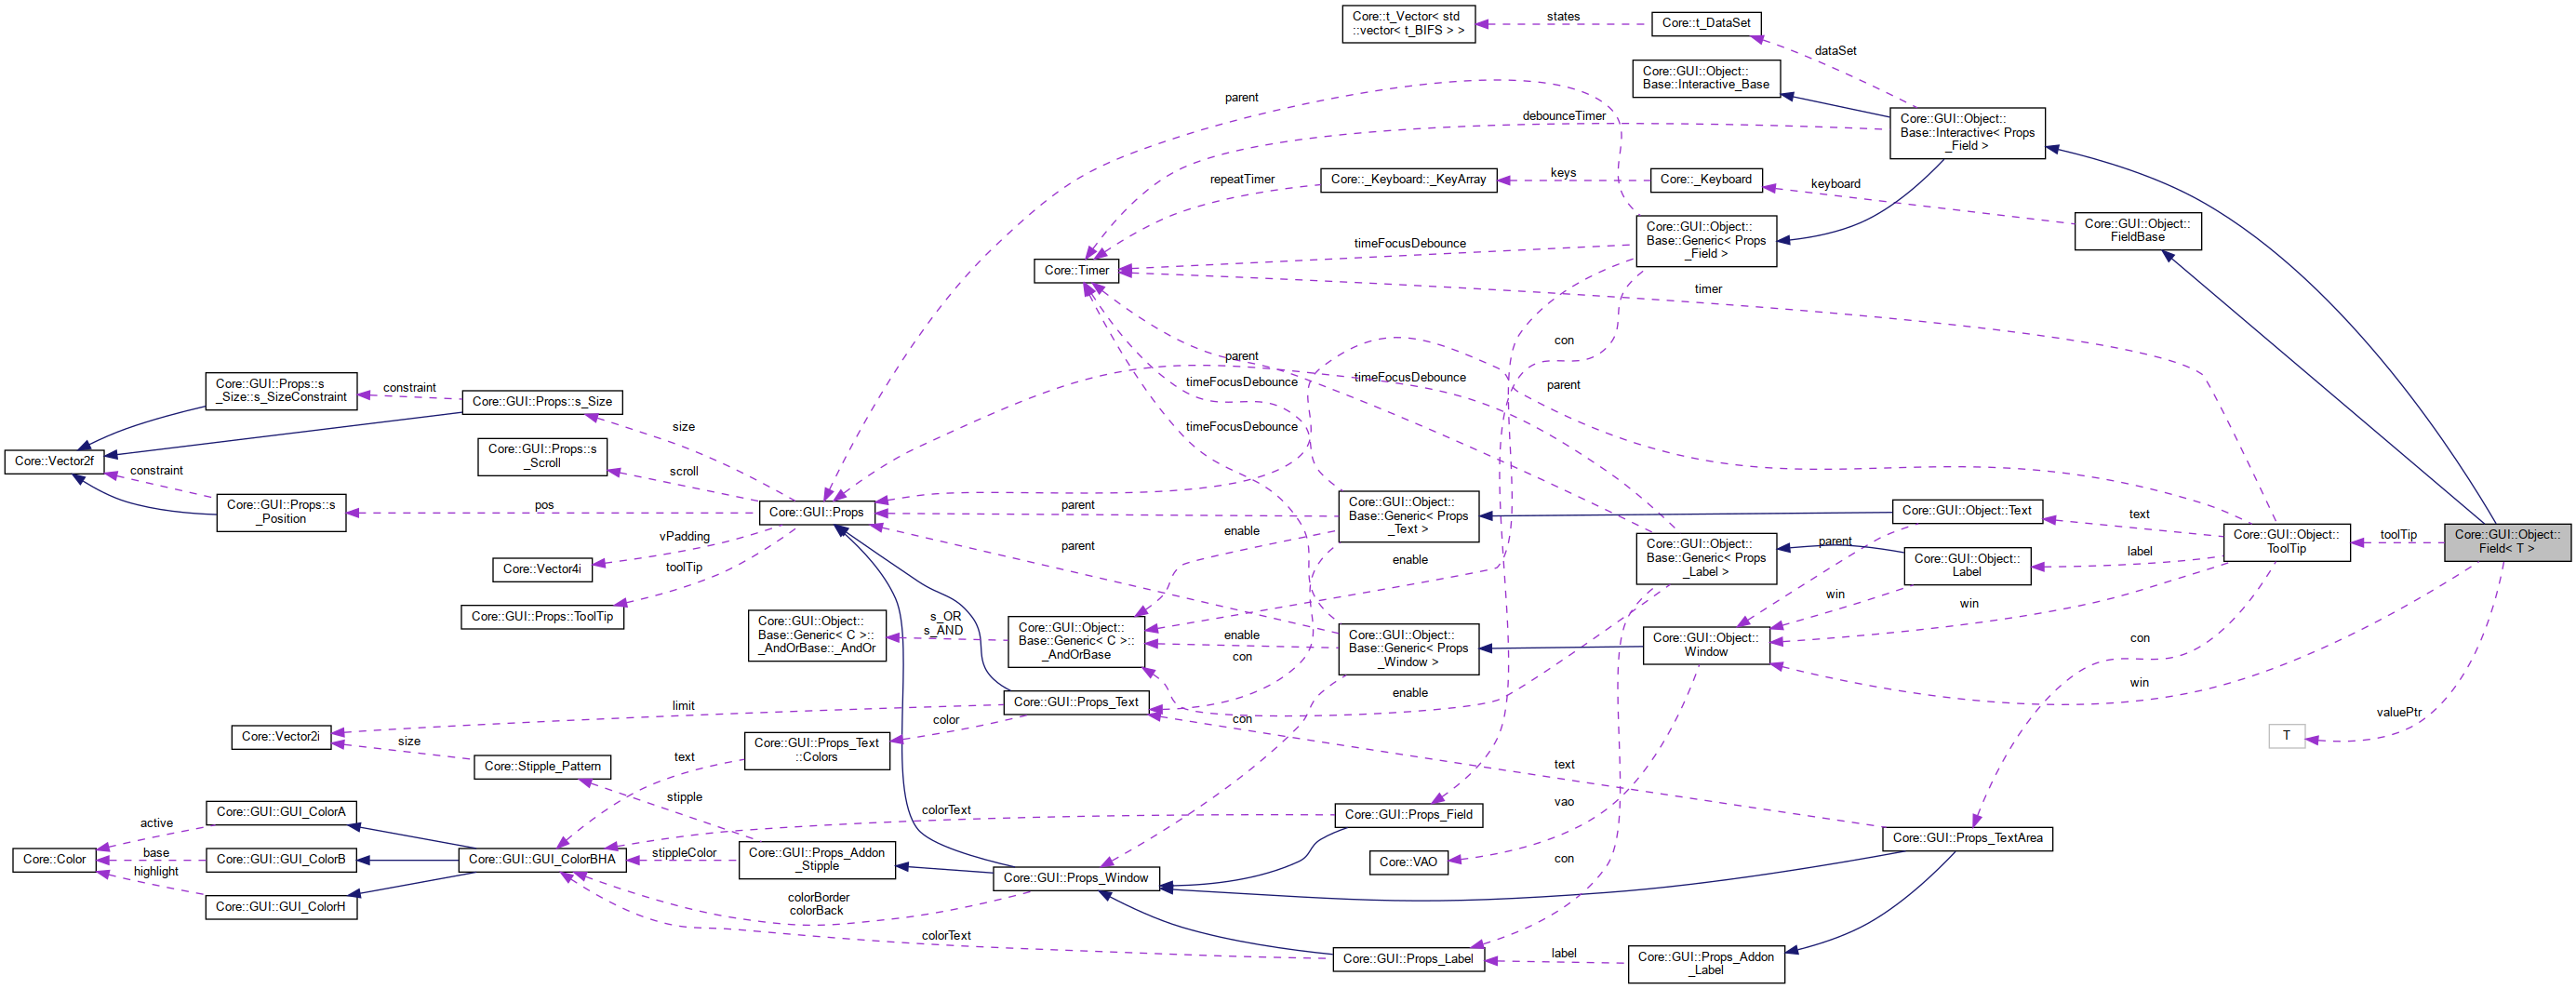 Core::t_Vector< std
::vector< t_BIFS > >
states
Core::t_DataSet
dataSet
Core::GUI::Object::
Base::Interactive_Base
parent
debounceTimer
Core::GUI::Object::
Base::Interactive< Props
_Field >
repeatTimer
Core::_Keyboard::_KeyArray
keys
Core::_Keyboard
keyboard
Core::GUI::Object::
FieldBase
Core::GUI::Object::
Base::Generic< Props
_Field >
timeFocusDebounce
Core::Timer
timer
con
parent
timeFocusDebounce
timeFocusDebounce
parent
timeFocusDebounce
Core::GUI::Props::s
_Size::s_SizeConstraint
constraint
Core::GUI::Props::s_Size
size
Core::Vector2f
constraint
Core::GUI::Props::s
_Scroll
scroll
Core::GUI::Props::s
_Position
pos
Core::GUI::Props
parent
Core::GUI::Object::
Base::Generic< Props
_Text >
Core::GUI::Object::Text
text
Core::GUI::Object::
ToolTip
toolTip
Core::GUI::Object::
Field< T >
vPadding
parent
enable
enable
Core::GUI::Object::
Base::Generic< Props
_Label >
parent
label
Core::GUI::Object::
Label
Core::Vector4i
toolTip
Core::GUI::Props::ToolTip
Core::GUI::Object::
Base::Generic< C >::
_AndOrBase::_AndOr
s_OR
s_AND
Core::GUI::Object::
Base::Generic< C >::
_AndOrBase
enable
con
Core::GUI::Object::
Base::Generic< Props
_Window >
win
win
Core::GUI::Object::
Window
con
win
enable
con
Core::GUI::Props_Text
limit
color
valuePtr
T
Core::Vector2i
size
Core::GUI::Props_Text
::Colors
text
Core::Stipple_Pattern
stipple
text
vao
Core::GUI::GUI_ColorA
active
colorText
Core::GUI::Props_Field
Core::GUI::Props_TextArea
Core::Color
base
highlight
Core::GUI::GUI_ColorB
Core::GUI::GUI_ColorBHA
stippleColor
Core::GUI::Props_Addon
_Stipple
Core::VAO
con
Core::GUI::Props_Window
Core::GUI::GUI_ColorH
colorBorder
colorBack
colorText
Core::GUI::Props_Label
label
Core::GUI::Props_Addon
_Label